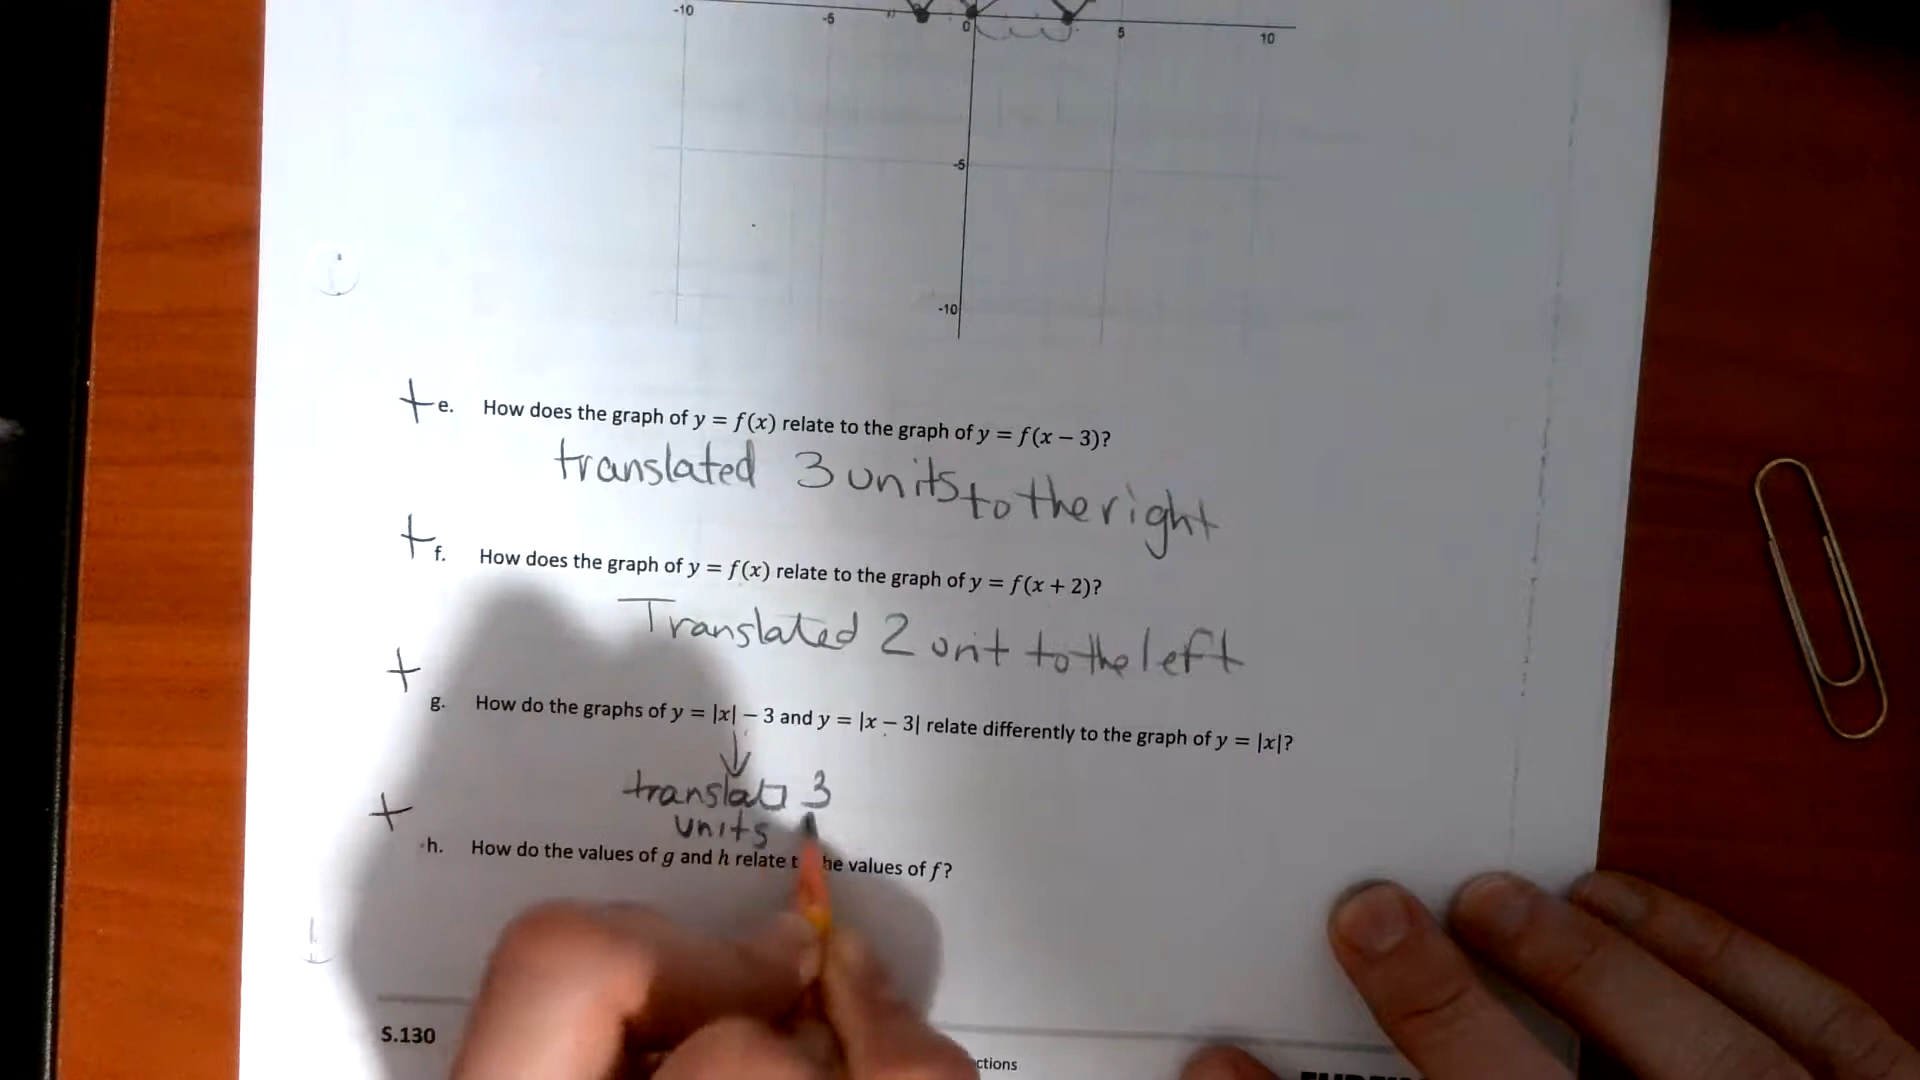 -10 -5 0 5 10
-5
-10
+ e. How does the graph of y = f(x) relate to the graph of y = f(x − 3)?
translated 3 units to the right
+ f. How does the graph of y = f(x) relate to the graph of y = f(x + 2)?
Translated 2 unit to the left
+
g. How do the graphs of y = |x| − 3 and y = |x − 3| relate differently to the graph of y = |x|?
↓
3
units
+
h. How do the values of g and h relate t he values of f?
S.130
ctions